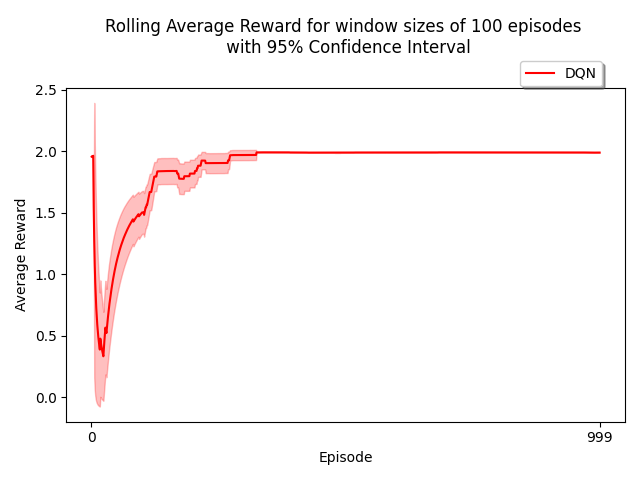 Rolling Average Reward for window sizes of 100 episodes
with 95% Confidence Interval
DQN
2.5
2.0
1.5
1.0
0.5
0.0
Average Reward
0
999
Episode